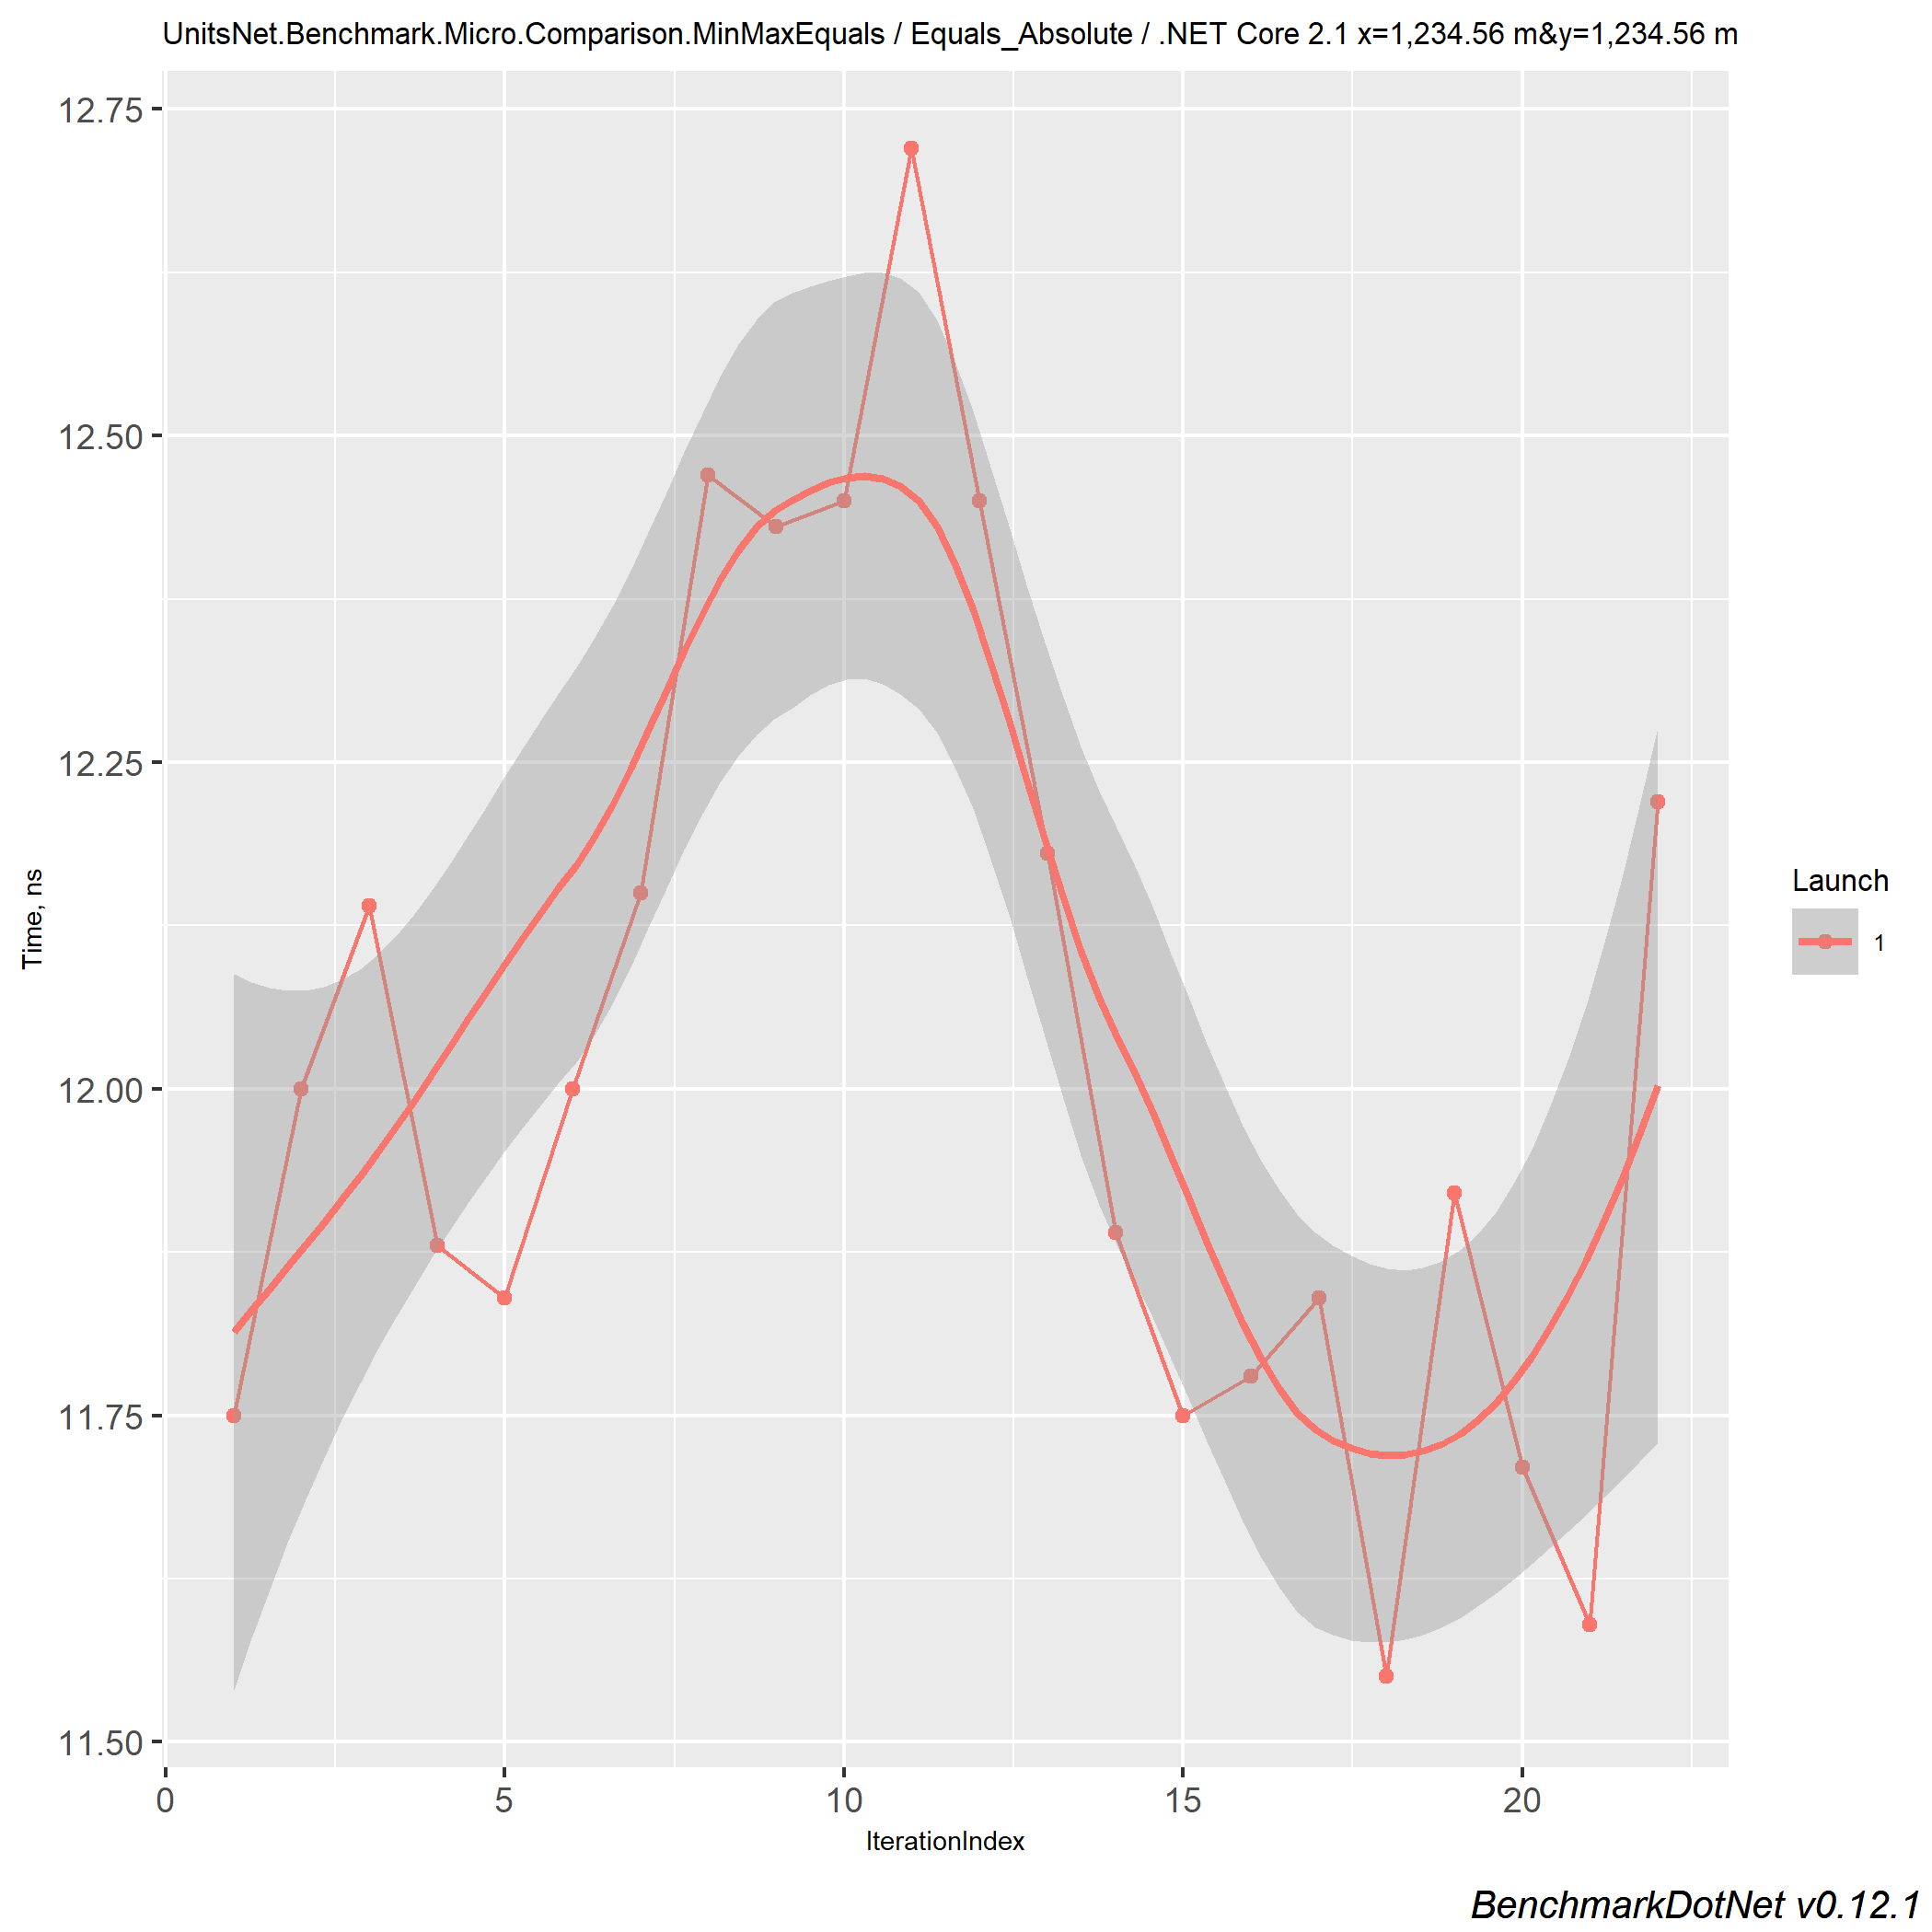 UnitsNet.Benchmark.Micro.Comparison.MinMaxEquals / Equals_Absolute / .NET Core 2.1 x=1,234.56 m&y=1,234.56 m
12.75
12.50
12.25
12.00
11.75
11.50
Time, ns
0 5 10 15 20
IterationIndex
Launch
1
BenchmarkDotNet v0.12.1